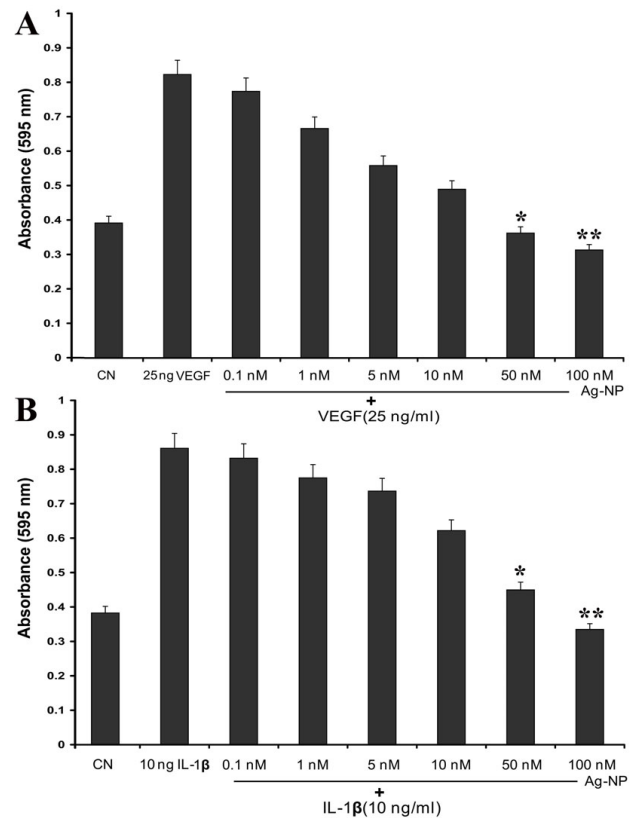 A
Absorbance (595 nm)
1
0.9
0.8
0.7
0.6
0.5
0.4
0.3
0.2
0.1
0
*
**
CN 25ng VEGF 0.1 nM 1 nM 5 nM 10 nM 50 nM 100 nM
Ag-NP
+
VEGF(25 ng/ml)
B
Absorbance (595 nm)
1
0.9
0.8
0.7
0.6
0.5
0.4
0.3
0.2
0.1
0
*
**
CN 10ng IL-1β 0.1 nM 1 nM 5 nM 10 nM 50 nM 100 nM
Ag-NP
+
IL-1β(10 ng/ml)